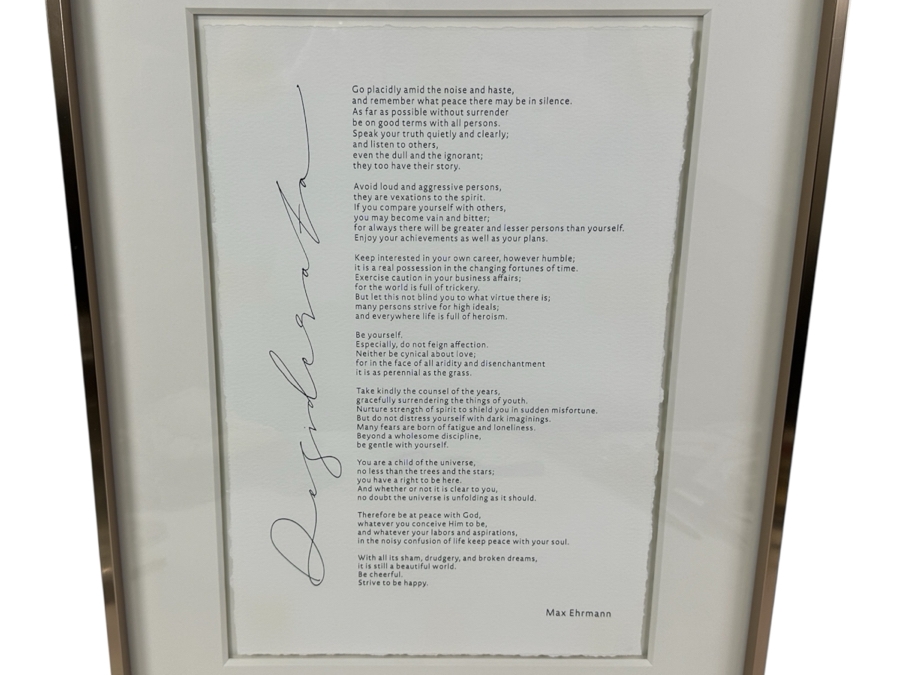 Desiderata
Go placidly amid the noise and haste,
and remember what peace there may be in silence.
As far as possible without surrender
be on good terms with all persons.
Speak your truth quietly and clearly;
and listen to others,
even the dull and the ignorant;
they too have their story.
Avoid loud and aggressive persons,
they are vexations to the spirit.
If you compare yourself with others,
you may become vain and bitter;
for always there will be greater and lesser persons than yourself.
Enjoy your achievements as well as your plans.
Keep interested in your own career, however humble;
it is a real possession in the changing fortunes of time.
Exercise caution in your business affairs;
for the world is full of trickery.
But let this not blind you to what virtue there is;
many persons strive for high ideals;
and everywhere life is full of heroism.
Be yourself.
Especially, do not feign affection.
Neither be cynical about love;
for in the face of all aridity and disenchantment
it is as perennial as the grass.
Take kindly the counsel of the years,
gracefully surrendering the things of youth.
Nurture strength of spirit to shield you in sudden misfortune.
But do not distress yourself with dark imaginings.
Many fears are born of fatigue and loneliness.
Beyond a wholesome discipline,
be gentle with yourself.
You are a child of the universe,
no less than the trees and the stars;
you have a right to be here.
And whether or not it is clear to you,
no doubt the universe is unfolding as it should.
Therefore be at peace with God,
whatever you conceive Him to be,
and whatever your labors and aspirations,
in the noisy confusion of life keep peace with your soul.
With all its sham, drudgery, and broken dreams,
it is still a beautiful world.
Be cheerful.
Strive to be happy.
Max Ehrmann